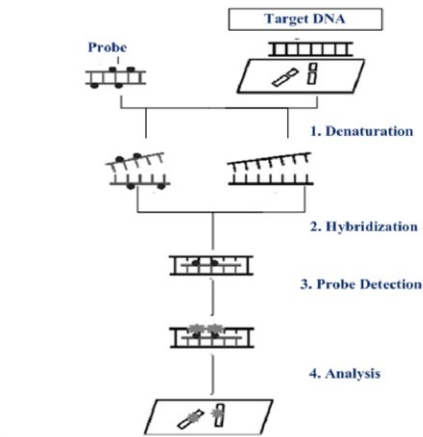 Target DNA
Probe
1. Denaturation
2. Hybridization
3. Probe Detection
4. Analysis